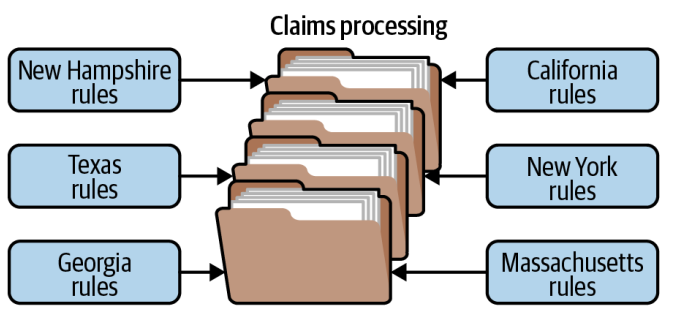 Claims processing
New Hampshire
rules
California
rules
Texas
rules
New York
rules
Georgia
rules
Massachusetts
rules